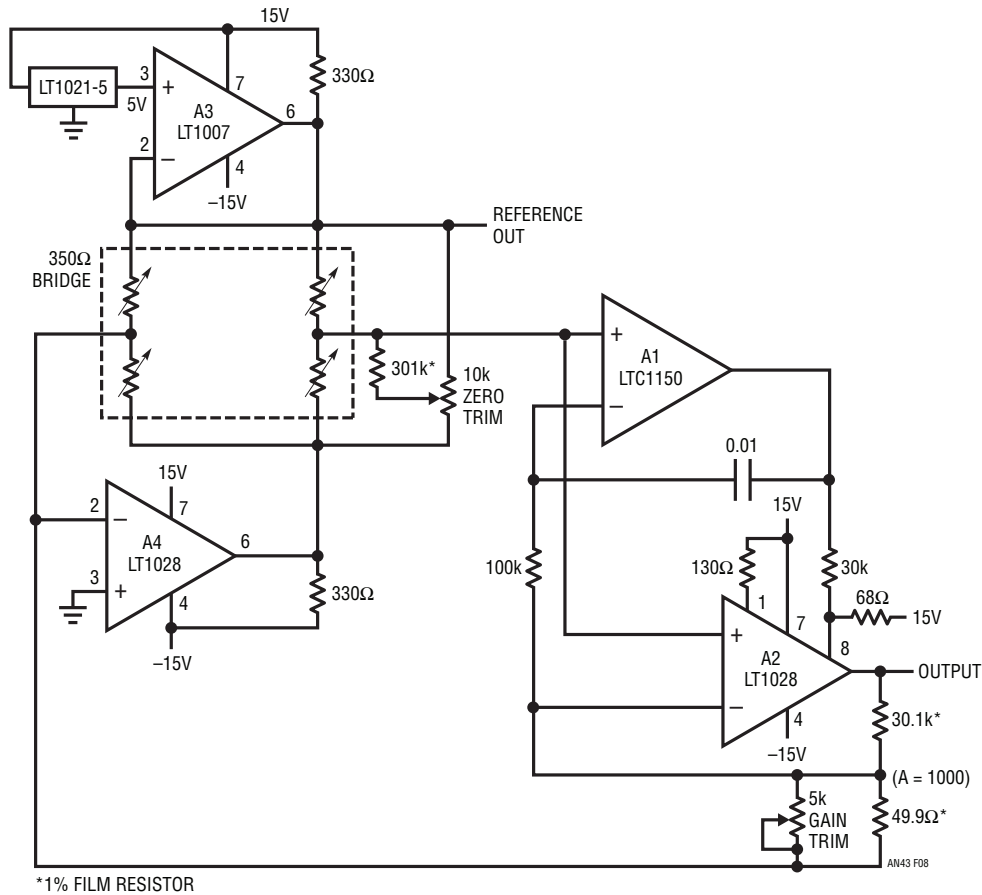 15V
330Ω
LT1021-5
3
5V
+
7
A3
LT1007
6
2
–
4
–15V
REFERENCE
OUT
350Ω
BRIDGE
301k*
10k
ZERO
TRIM
+
A1
LTC1150
–
0.01
15V
7
2
–
A4
LT1028
6
3
+
4
–15V
330Ω
100k
15V
130Ω
30k
68Ω
15V
1
7
8
+
A2
LT1028
–
4
–15V
OUTPUT
30.1k*
(A = 1000)
5k
GAIN
TRIM
49.9Ω*
AN43 F08
*1% FILM RESISTOR